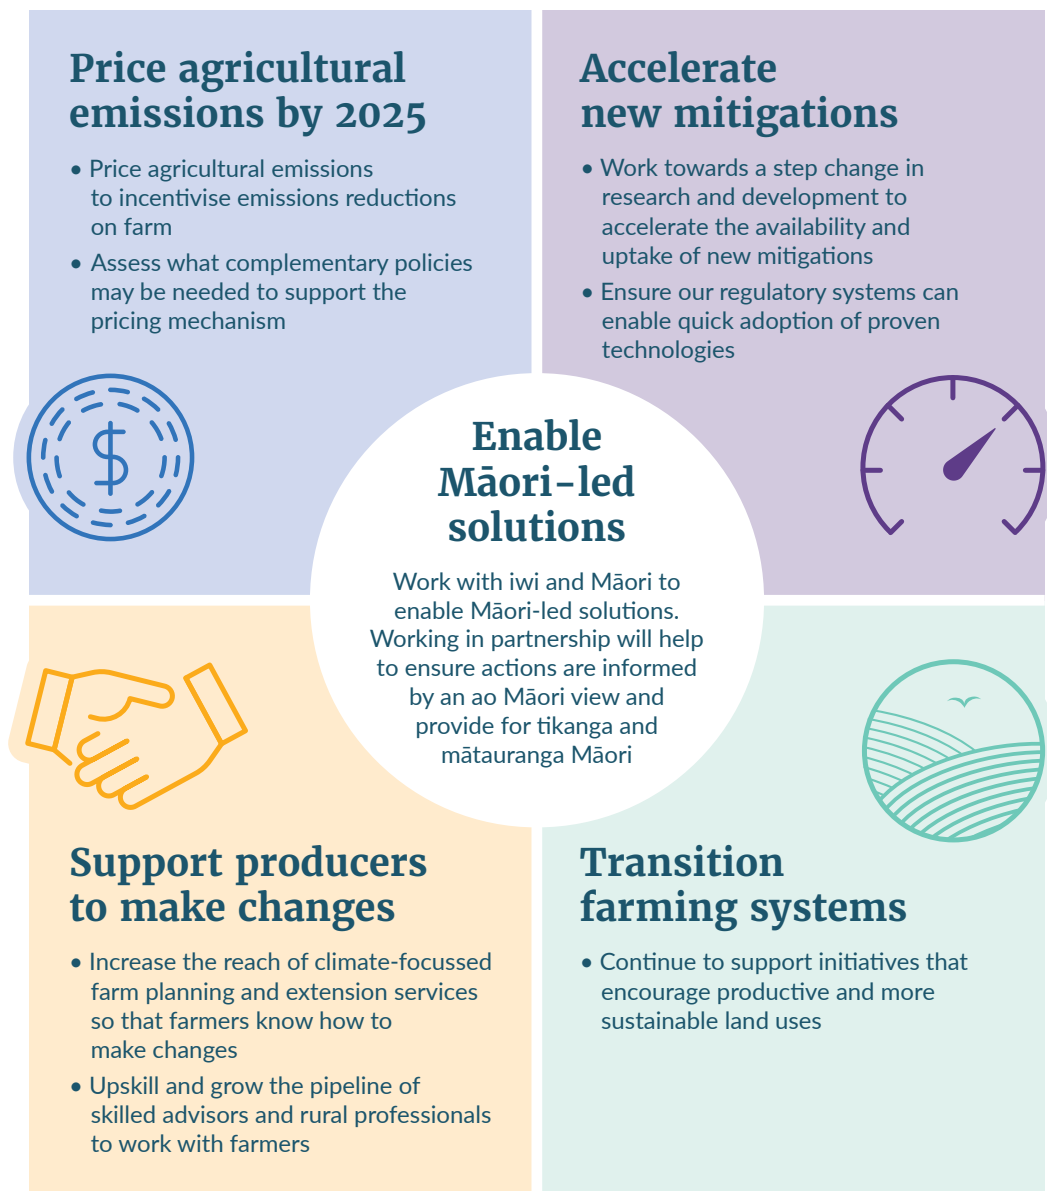 Price agricultural
emissions by 2025
• Price agricultural emissions
to incentivise emissions reductions
on farm
• Assess what complementary policies
may be needed to support the
pricing mechanism
Accelerate
new mitigations
• Work towards a step change in
research and development to
accelerate the availability and
uptake of new mitigations
• Ensure our regulatory systems can
enable quick adoption of proven
technologies
$
Enable
Māori-led
solutions
Work with iwi and Māori to
enable Māori-led solutions.
Working in partnership will help
to ensure actions are informed
by an ao Māori view and
provide for tikanga and
mātauranga Māori
Support producers
to make changes
• Increase the reach of climate-focussed
farm planning and extension services
so that farmers know how to
make changes
• Upskill and grow the pipeline of
skilled advisors and rural professionals
to work with farmers
Transition
farming systems
• Continue to support initiatives that
encourage productive and more
sustainable land uses